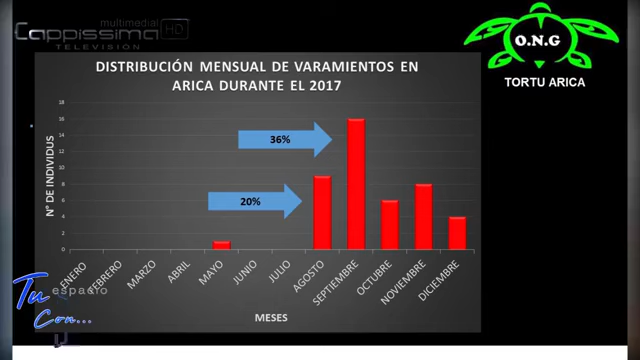 multimedial
Cappissima HD
TELEVISIÓN
O.N.G
TORTU ARICA
DISTRIBUCIÓN MENSUAL DE VARAMIENTOS EN
ARICA DURANTE EL 2017
N° DE INDIVIDUS
18
16
14
12
10
8
6
4
2
0
36%
20%
ENERO
FEBRERO
MARZO
ABRIL
MAYO
JUNIO
JULIO
AGOSTO
SEPTIEMBRE
OCTUBRE
NOVIEMBRE
DICIEMBRE
MESES
Tu
espacio
Con...